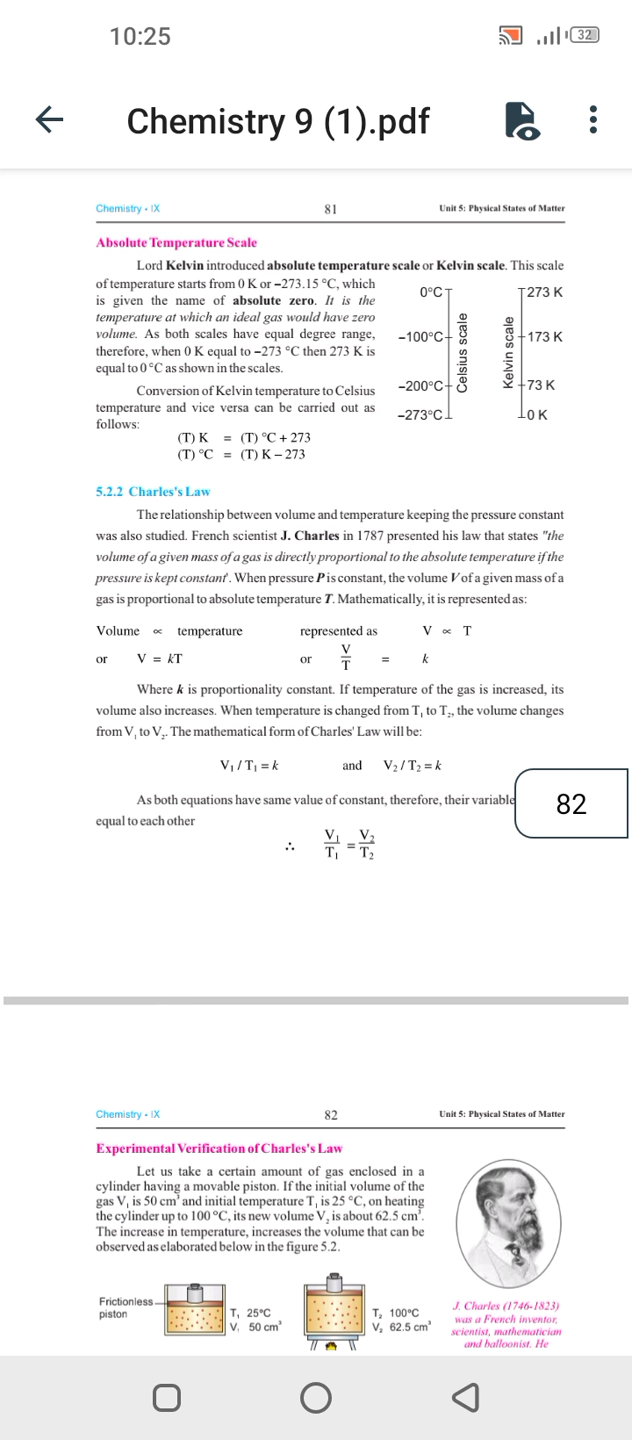 10:25
32
Chemistry 9 (1).pdf
Chemistry - IX 81 Unit 5: Physical States of Matter
Absolute Temperature Scale
Lord Kelvin introduced absolute temperature scale or Kelvin scale. This scale
of temperature starts from 0 K or −273.15 °C, which
is given the name of absolute zero. It is the
temperature at which an ideal gas would have zero
volume. As both scales have equal degree range,
therefore, when 0 K equal to −273 °C then 273 K is
equal to 0 °C as shown in the scales.
Conversion of Kelvin temperature to Celsius
temperature and vice versa can be carried out as
follows:
(T) K = (T) °C + 273
(T) °C = (T) K − 273
0°C
−100°C
−200°C
−273°C
Celsius scale
Kelvin scale
273 K
173 K
73 K
0 K
5.2.2 Charles's Law
The relationship between volume and temperature keeping the pressure constant
was also studied. French scientist J. Charles in 1787 presented his law that states "the
volume of a given mass of a gas is directly proportional to the absolute temperature if the
pressure is kept constant'. When pressure P is constant, the volume V of a given mass of a
gas is proportional to absolute temperature T. Mathematically, it is represented as:
Volume ∝ temperature represented as V ∝ T
or V = kT or V/T = k
Where k is proportionality constant. If temperature of the gas is increased, its
volume also increases. When temperature is changed from T₁ to T₂, the volume changes
from V₁ to V₂. The mathematical form of Charles' Law will be:
V₁ / T₁ = k and V₂ / T₂ = k
As both equations have same value of constant, therefore, their variable
equal to each other
∴ V₁/T₁ = V₂/T₂
82
Chemistry - IX 82 Unit 5: Physical States of Matter
Experimental Verification of Charles's Law
Let us take a certain amount of gas enclosed in a
cylinder having a movable piston. If the initial volume of the
gas V₁ is 50 cm³ and initial temperature T₁ is 25 °C, on heating
the cylinder up to 100 °C, its new volume V₂ is about 62.5 cm³.
The increase in temperature, increases the volume that can be
observed as elaborated below in the figure 5.2.
Frictionless
piston
T₁ 25°C
V₁ 50 cm³
T₂ 100°C
V₂ 62.5 cm³
J. Charles (1746-1823)
was a French inventor,
scientist, mathematician
and balloonist. He